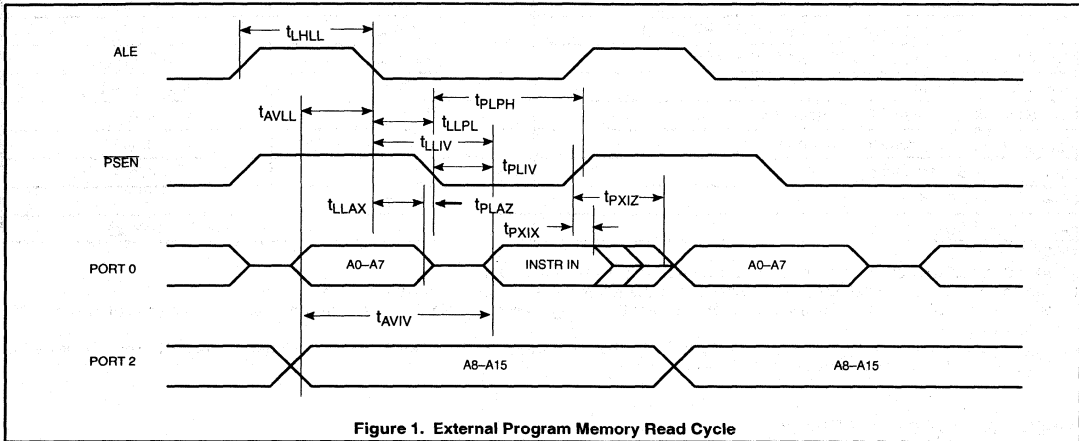 ALE
tLHLL
tPLPH
tAVLL
tLLPL
tLLIV
PSEN
tPLIV
tLLAX
tPLAZ
tPXIZ
tPXIX
PORT 0
A0–A7
INSTR IN
A0–A7
tAVIV
PORT 2
A8–A15
A8–A15
Figure 1. External Program Memory Read Cycle